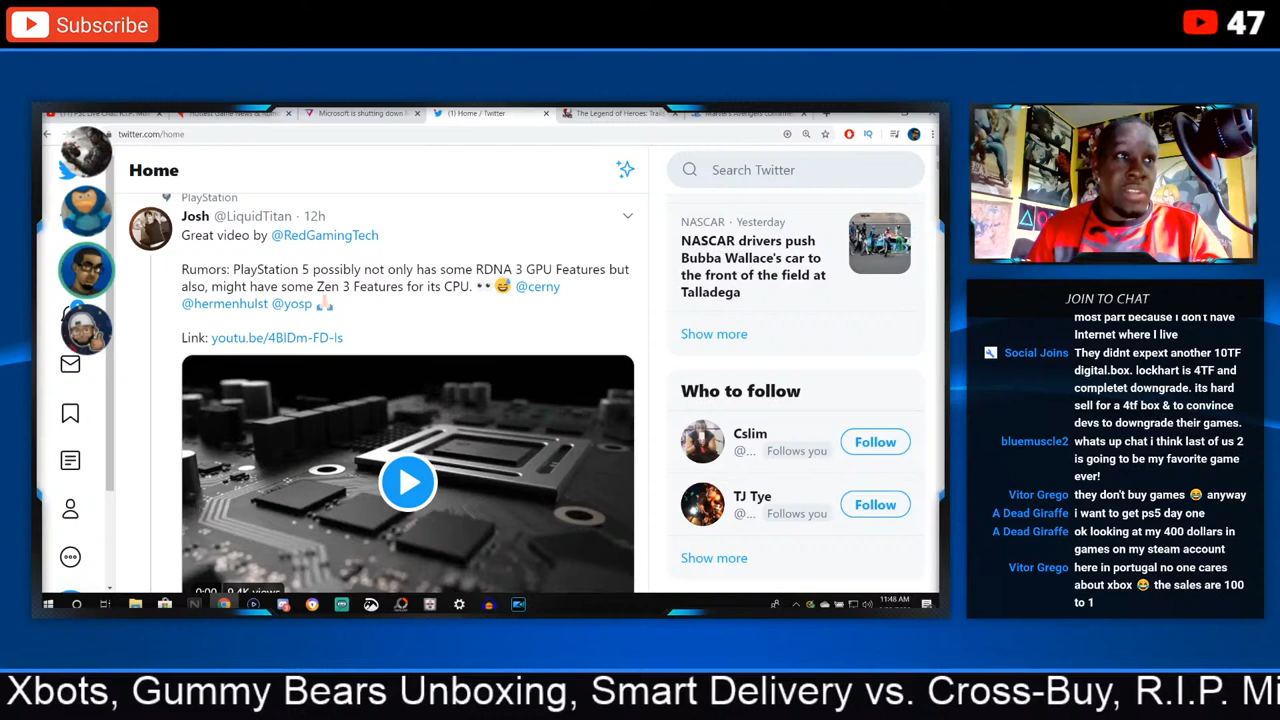 Subscribe
47
Hottest Game News & Rum
Microsoft is shutting down
(1) Home / Twitter
The Legend of Heroes: Trails
Marvel's Avengers
twitter.com/home
IQ
Home
Search Twitter
PlayStation
Josh @LiquidTitan · 12h
Great video by @RedGamingTech
Rumors: PlayStation 5 possibly not only has some RDNA 3 GPU Features but
also, might have some Zen 3 Features for its CPU. 👀😅 @cerny
@hermenhulst @yosp 🙏🏻
Link: youtu.be/4BlDm-FD-ls
0:00 9.4K views
NASCAR · Yesterday
NASCAR drivers push
Bubba Wallace's car to
the front of the field at
Talladega
Show more
Who to follow
Cslim
@... Follows you
Follow
TJ Tye
@... Follows you
Follow
Show more
11:48 AM
JOIN TO CHAT
most part because I don't have
Internet where I live
Social Joins They didnt expext another 10TF
digital.box. lockhart is 4TF and
completet downgrade. its hard
sell for a 4tf box & to convince
devs to downgrade their games.
bluemuscle2 whats up chat i think last of us 2
is going to be my favorite game
ever!
Vitor Grego they don't buy games 😂 anyway
A Dead Giraffe i want to get ps5 day one
A Dead Giraffe ok looking at my 400 dollars in
games on my steam account
Vitor Grego here in portugal no one cares
about xbox 😂 the sales are 100
to 1
Xbots, Gummy Bears Unboxing, Smart Delivery vs. Cross-Buy, R.I.P. Mi